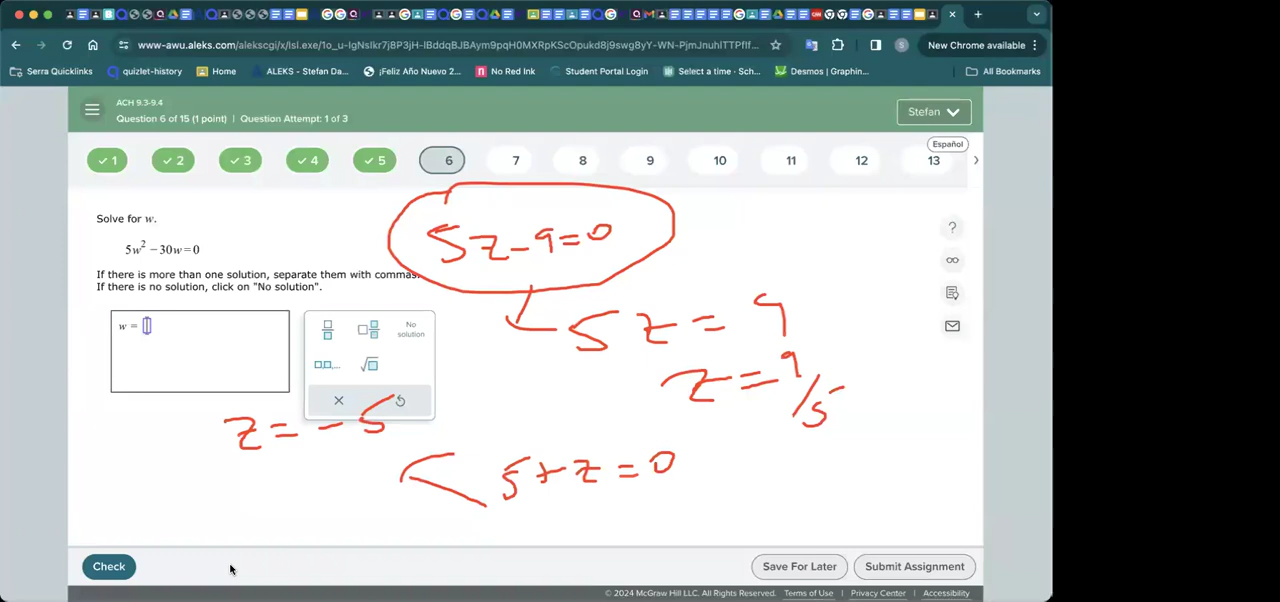 www-awu.aleks.com/alekscgi/x/Isl.exe/1o_u-IgNsIkr7j8P3jH-IBddqBJBAym9pqH0MXRpKScOpukd8j9swg8yY-WN-PjmJnuhlTTPflf...
New Chrome available
Serra Quicklinks
quizlet-history
Home
ALEKS - Stefan Da...
¡Feliz Año Nuevo 2...
No Red Ink
Student Portal Login
Select a time · Sch...
Desmos | Graphin...
All Bookmarks
ACH 9.3-9.4
Question 6 of 15 (1 point) | Question Attempt: 1 of 3
Stefan
Español
✓ 1
✓ 2
✓ 3
✓ 4
✓ 5
6
7
8
9
10
11
12
13
Solve for w.
5w² −30w=0
If there is more than one solution, separate them with commas.
If there is no solution, click on "No solution".
w =
No solution
5z-9=0
5z=9
z=9/5
z=-5
5+z=0
Check
Save For Later
Submit Assignment
© 2024 McGraw Hill LLC. All Rights Reserved. Terms of Use | Privacy Center | Accessibility